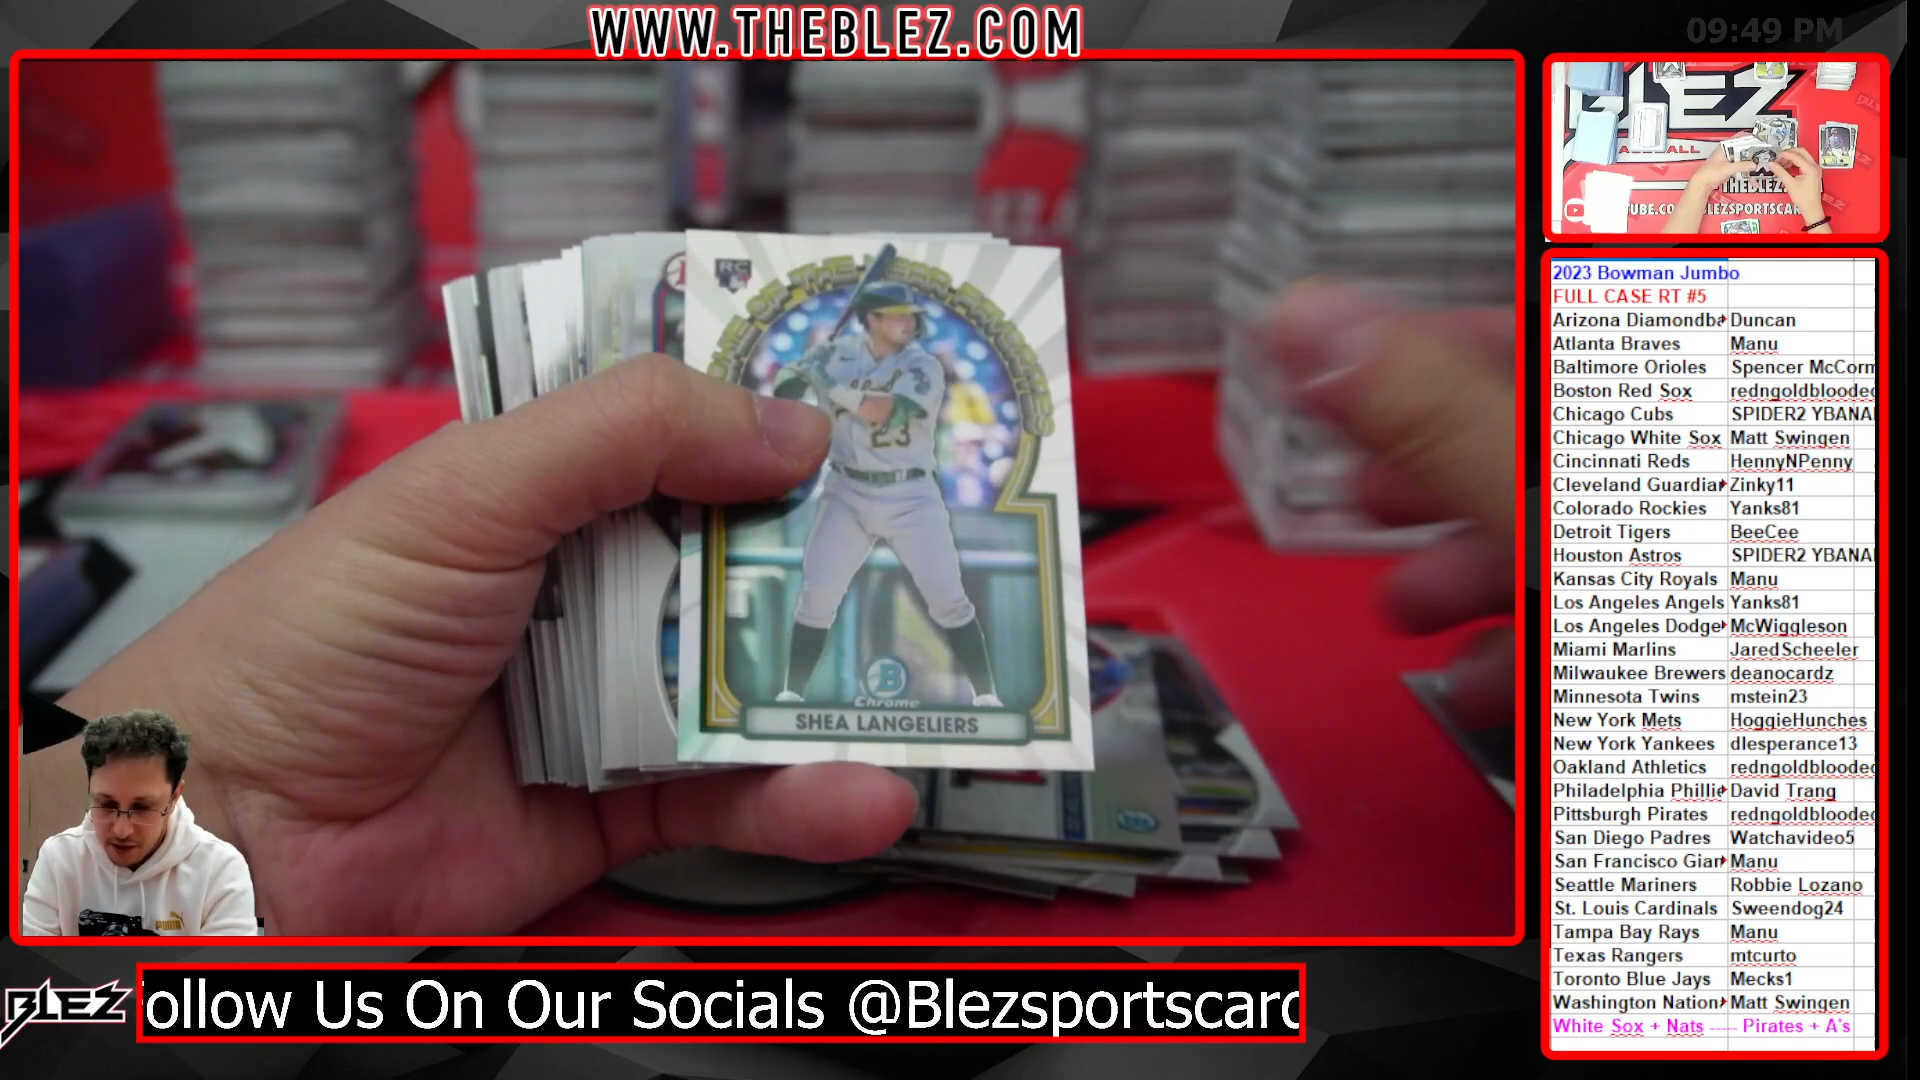 WWW.THEBLEZ.COM
09:49 PM
RC
23
B
Chrome
SHEA LANGELIERS
THEBLEZ
2023 Bowman Jumbo
FULL CASE RT #5
Arizona Diamondba Duncan
Atlanta Braves Manu
Baltimore Orioles Spencer McCorm
Boston Red Sox redngoldblooded
Chicago Cubs SPIDER2 YBANA
Chicago White Sox Matt Swingen
Cincinnati Reds HennyNPenny
Cleveland Guardian Zinky11
Colorado Rockies Yanks81
Detroit Tigers BeeCee
Houston Astros SPIDER2 YBANA
Kansas City Royals Manu
Los Angeles Angels Yanks81
Los Angeles Dodge McWiggleson
Miami Marlins JaredScheeler
Milwaukee Brewers deanocardz
Minnesota Twins mstein23
New York Mets HoggieHunches
New York Yankees dlesperance13
Oakland Athletics redngoldblooded
Philadelphia Phillie David Trang
Pittsburgh Pirates redngoldblooded
San Diego Padres Watchavideo5
San Francisco Gian Manu
Seattle Mariners Robbie Lozano
St. Louis Cardinals Sweendog24
Tampa Bay Rays Manu
Texas Rangers mtcurto
Toronto Blue Jays Mecks1
Washington Nation Matt Swingen
White Sox + Nats ----- Pirates + A's
PUMA
BLEZ
ollow Us On Our Socials @Blezsportscard